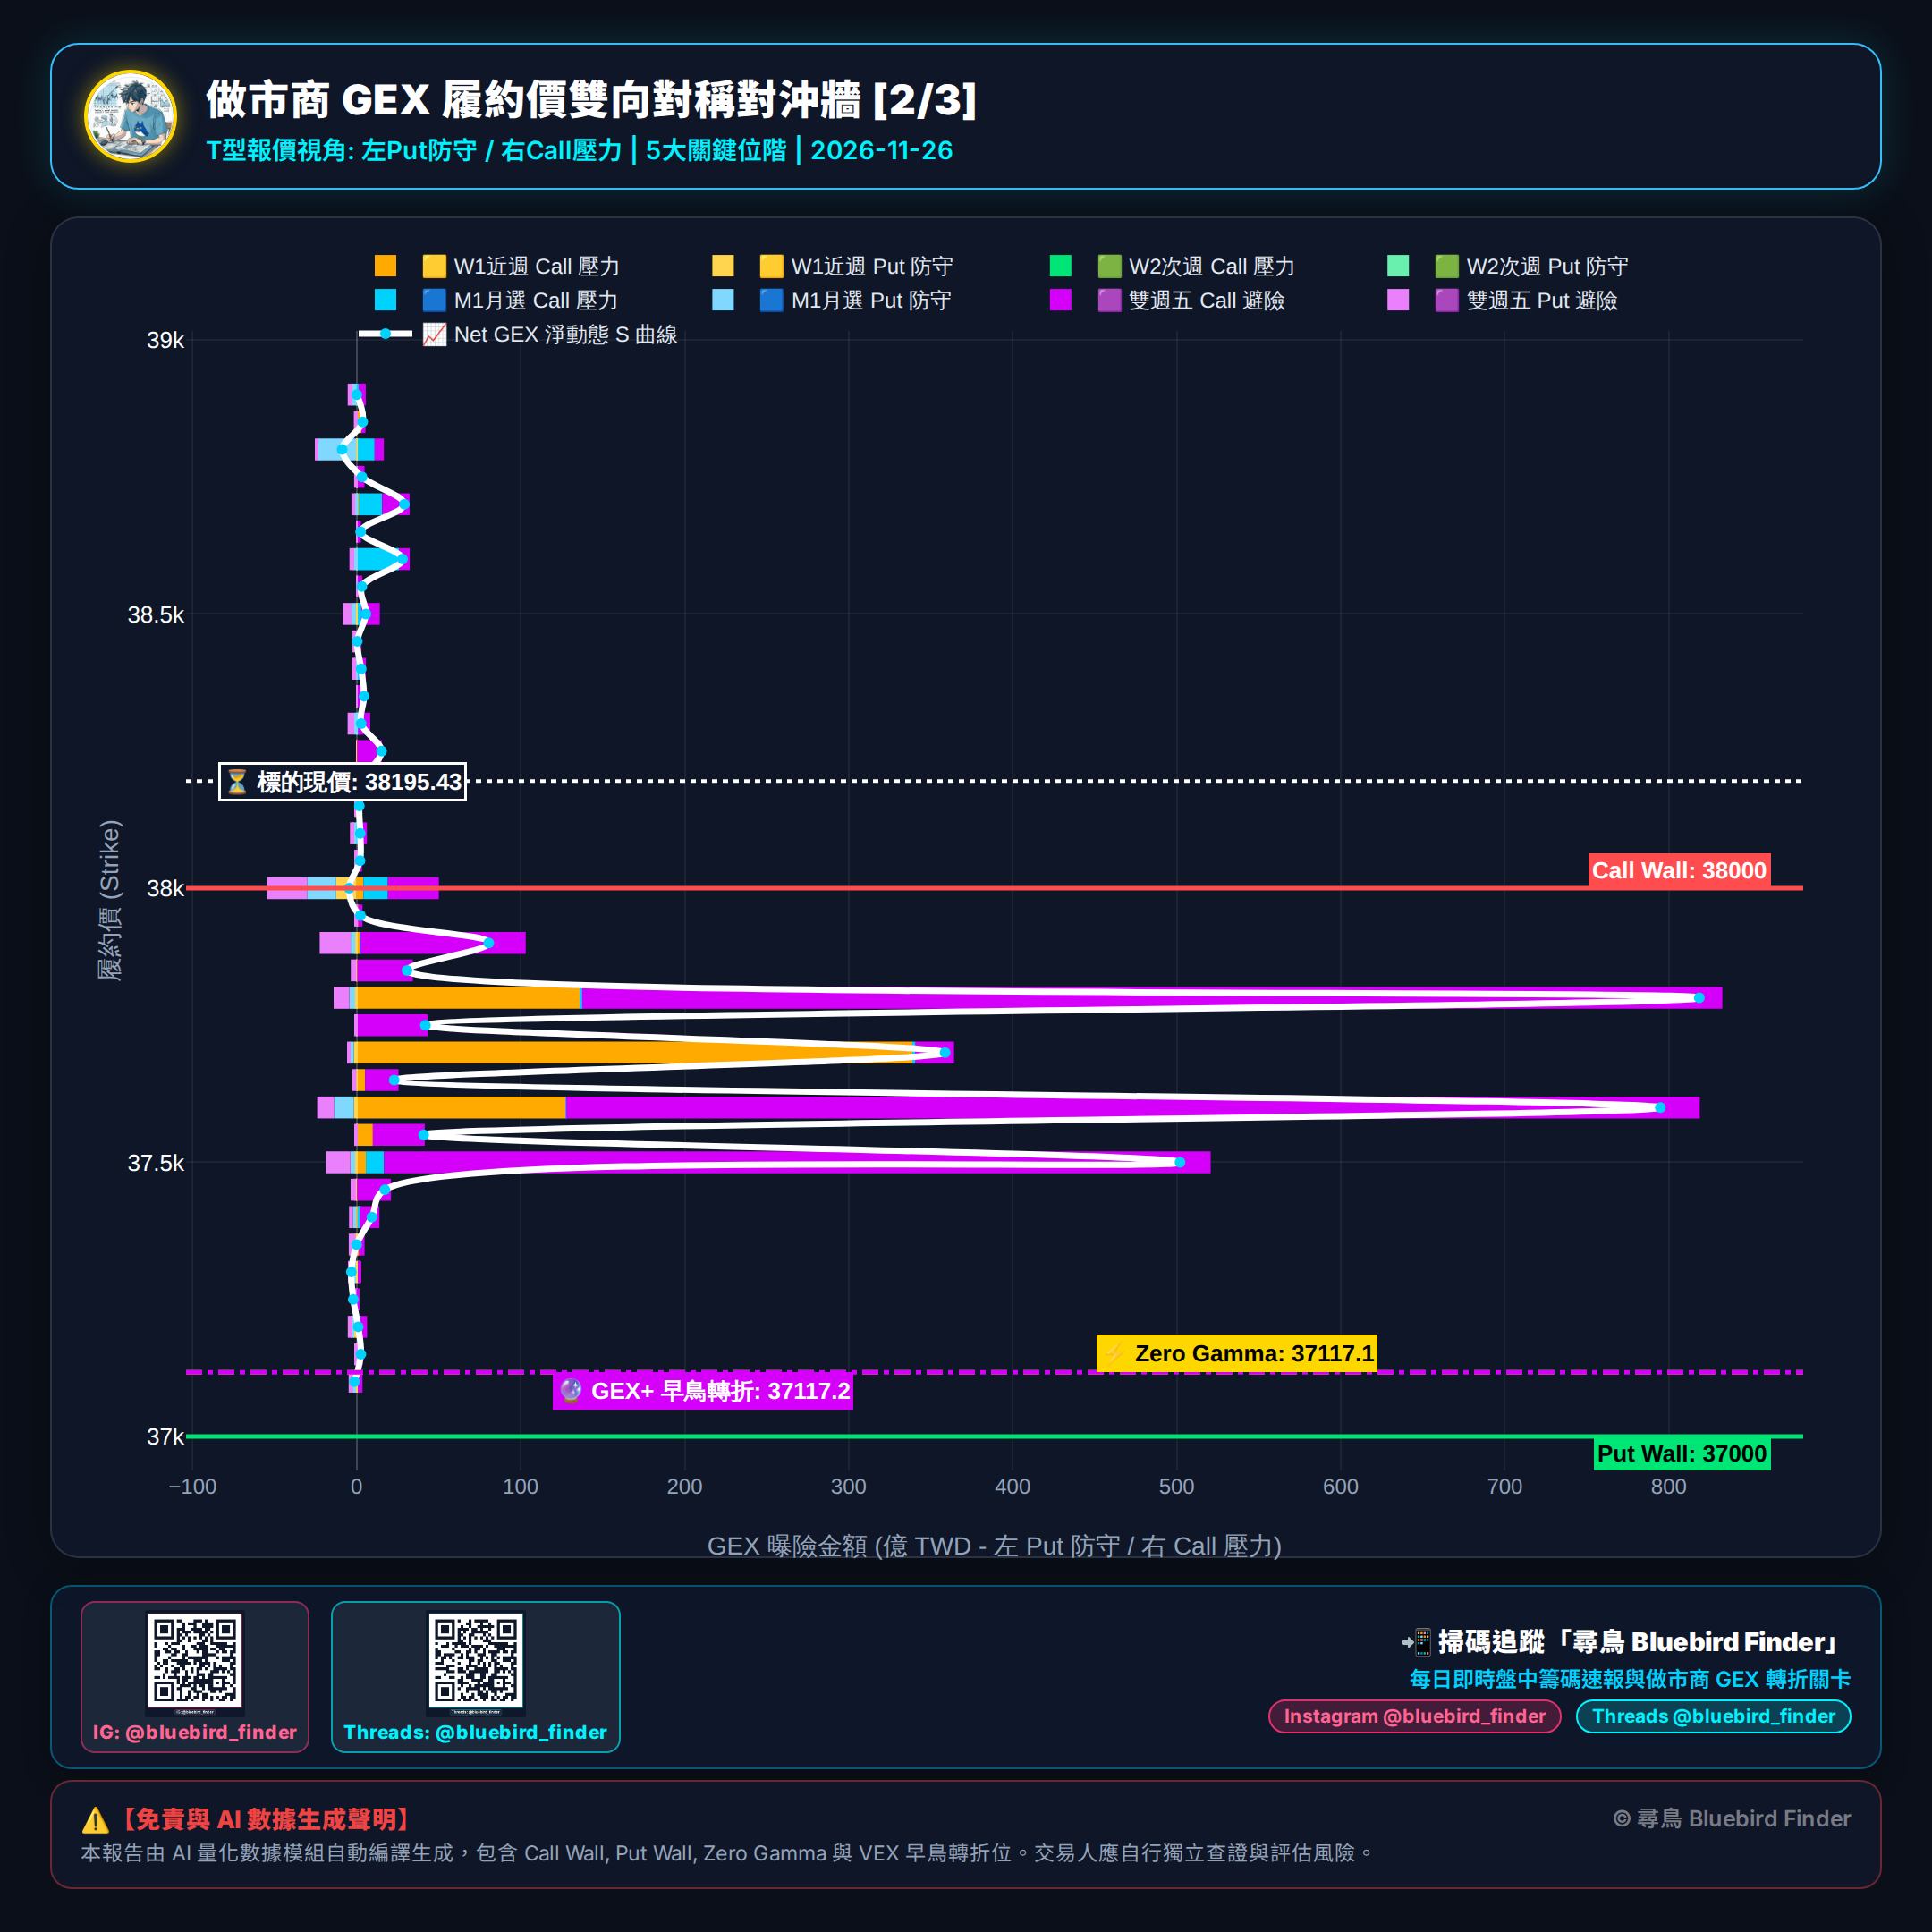 做市商 GEX 履約價雙向對稱對沖牆 [2/3]
T型報價視角: 左Put防守 / 右Call壓力 | 5大關鍵位階 | 2026-11-26
W1近週 Call 壓力
W1近週 Put 防守
W2次週 Call 壓力
W2次週 Put 防守
M1月選 Call 壓力
M1月選 Put 防守
雙週五 Call 避險
雙週五 Put 避險
Net GEX 淨動態 S 曲線
39k
38.5k
標的現價: 38195.43
履約價 (Strike)
Call Wall: 38000
38k
37.5k
Zero Gamma: 37117.1
GEX+ 早鳥轉折: 37117.2
37k
Put Wall: 37000
−100
0
100
200
300
400
500
600
700
800
GEX 曝險金額 (億 TWD - 左 Put 防守 / 右 Call 壓力)
IG: @bluebird_finder
Threads: @bluebird_finder
IG: @bluebird_finder
Threads: @bluebird_finder
掃碼追蹤「尋鳥 Bluebird Finder」
每日即時盤中籌碼速報與做市商 GEX 轉折關卡
Instagram @bluebird_finder
Threads @bluebird_finder
【免責與 AI 數據生成聲明】
© 尋鳥 Bluebird Finder
本報告由 AI 量化數據模組自動編譯生成，包含 Call Wall, Put Wall, Zero Gamma 與 VEX 早鳥轉折位。交易人應自行獨立查證與評估風險。